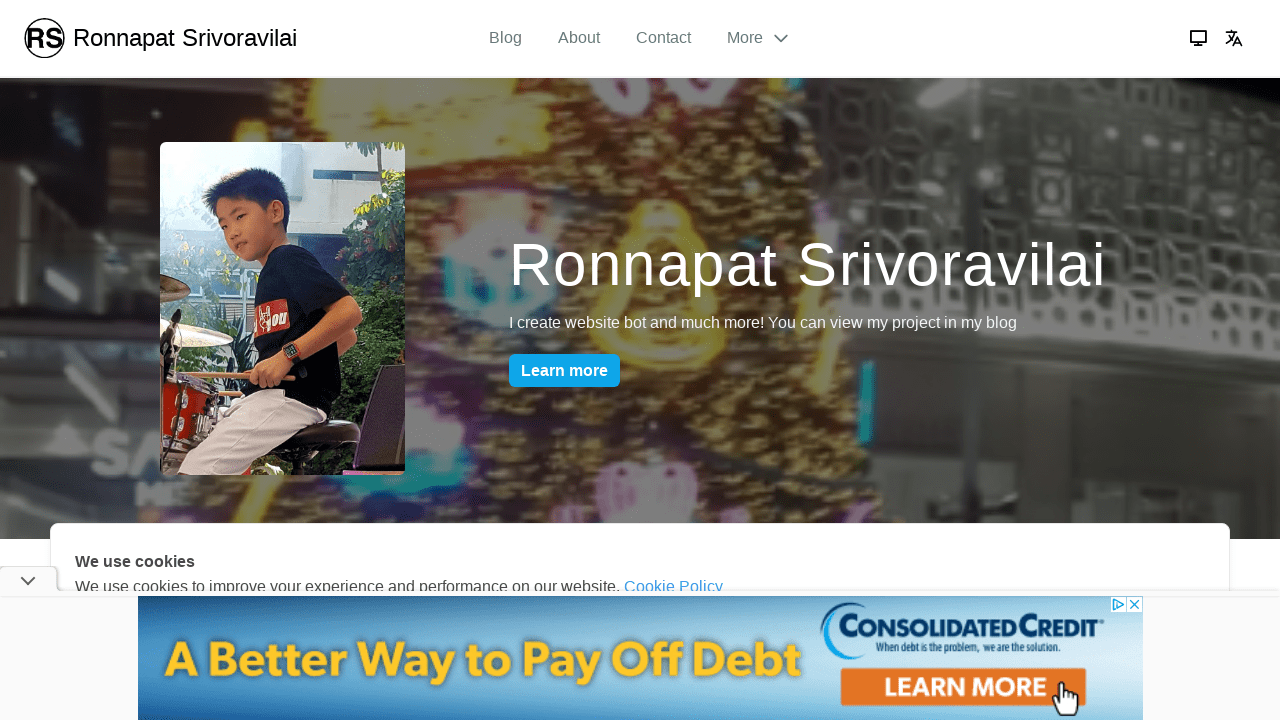 RS Ronnapat Srivoravilai
Blog
About
Contact
More
OU
Ronnapat Srivoravilai
I create website bot and much more! You can view my project in my blog
Learn more
We use cookies
We use cookies to improve your experience and performance on our website. Cookie Policy
A Better Way to Pay Off Debt
CONSOLIDATED CREDIT®
When debt is the problem, we are the solution.
LEARN MORE